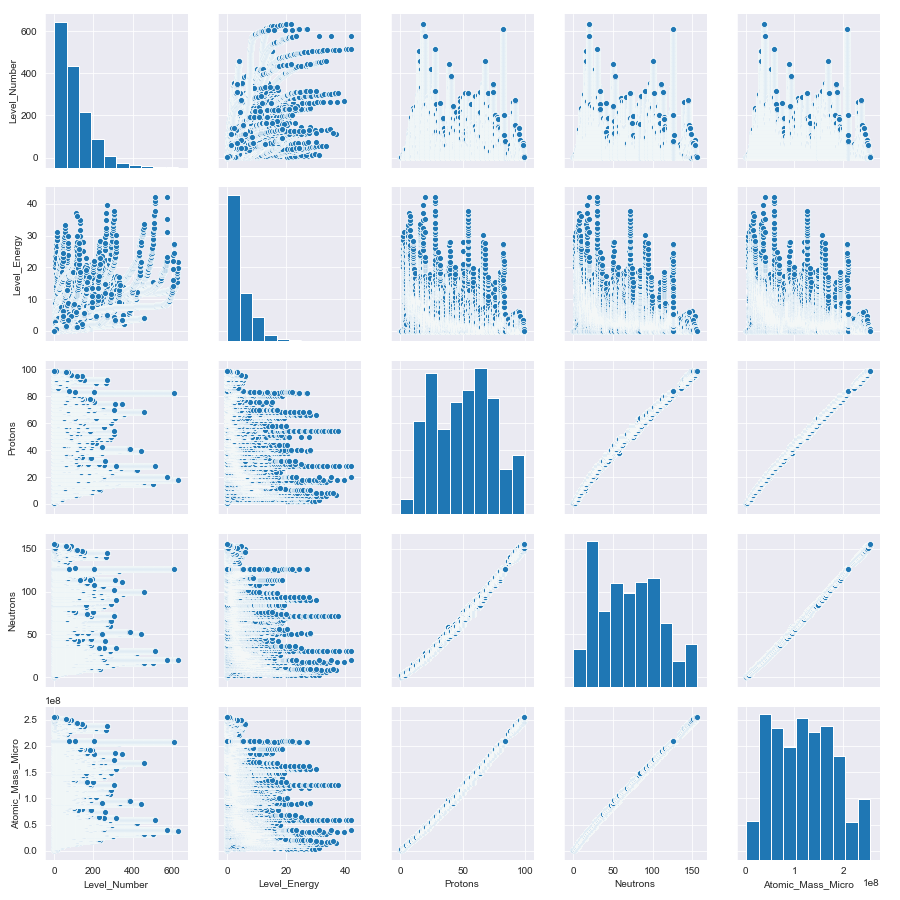 600
400
200
0
Level_Number
40
30
20
10
0
Level_Energy
100
80
60
40
20
0
Protons
150
100
50
0
Neutrons
1e8
2.5
2.0
1.5
1.0
0.5
0.0
Atomic_Mass_Micro
0 200 400 600
Level_Number
0 20 40
Level_Energy
0 50 100
Protons
0 50 100 150
Neutrons
0 1 2
Atomic_Mass_Micro 1e8